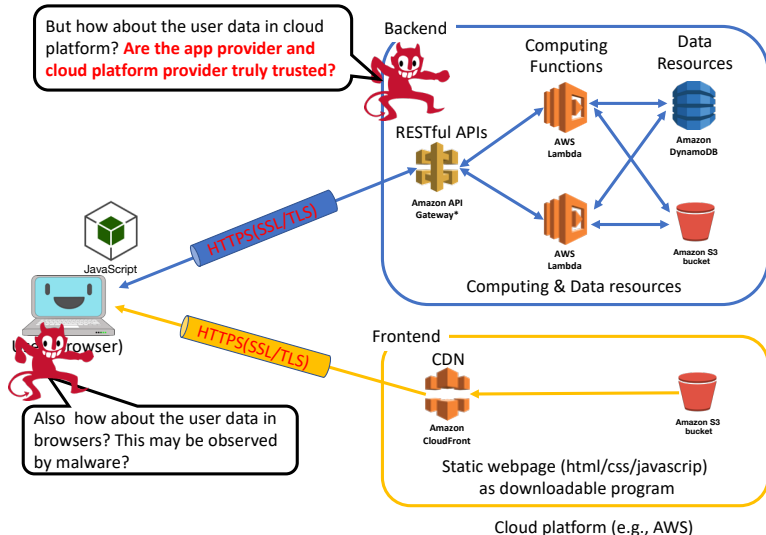 But how about the user data in cloud
platform? Are the app provider and
cloud platform provider truly trusted?
Backend
Computing
Functions
Data
Resources
RESTful APIs
AWS
Lambda
Amazon
DynamoDB
Amazon API
Gateway*
HTTPS(SSL/TLS)
JavaScript
AWS
Lambda
Amazon S3
bucket
Computing & Data resources
rowser)
HTTPS(SSL/TLS)
Frontend
CDN
Amazon
CloudFront
Amazon S3
bucket
Also  how about the user data in
browsers? This may be observed
by malware?
Static webpage (html/css/javascrip)
as downloadable program
Cloud platform (e.g., AWS)